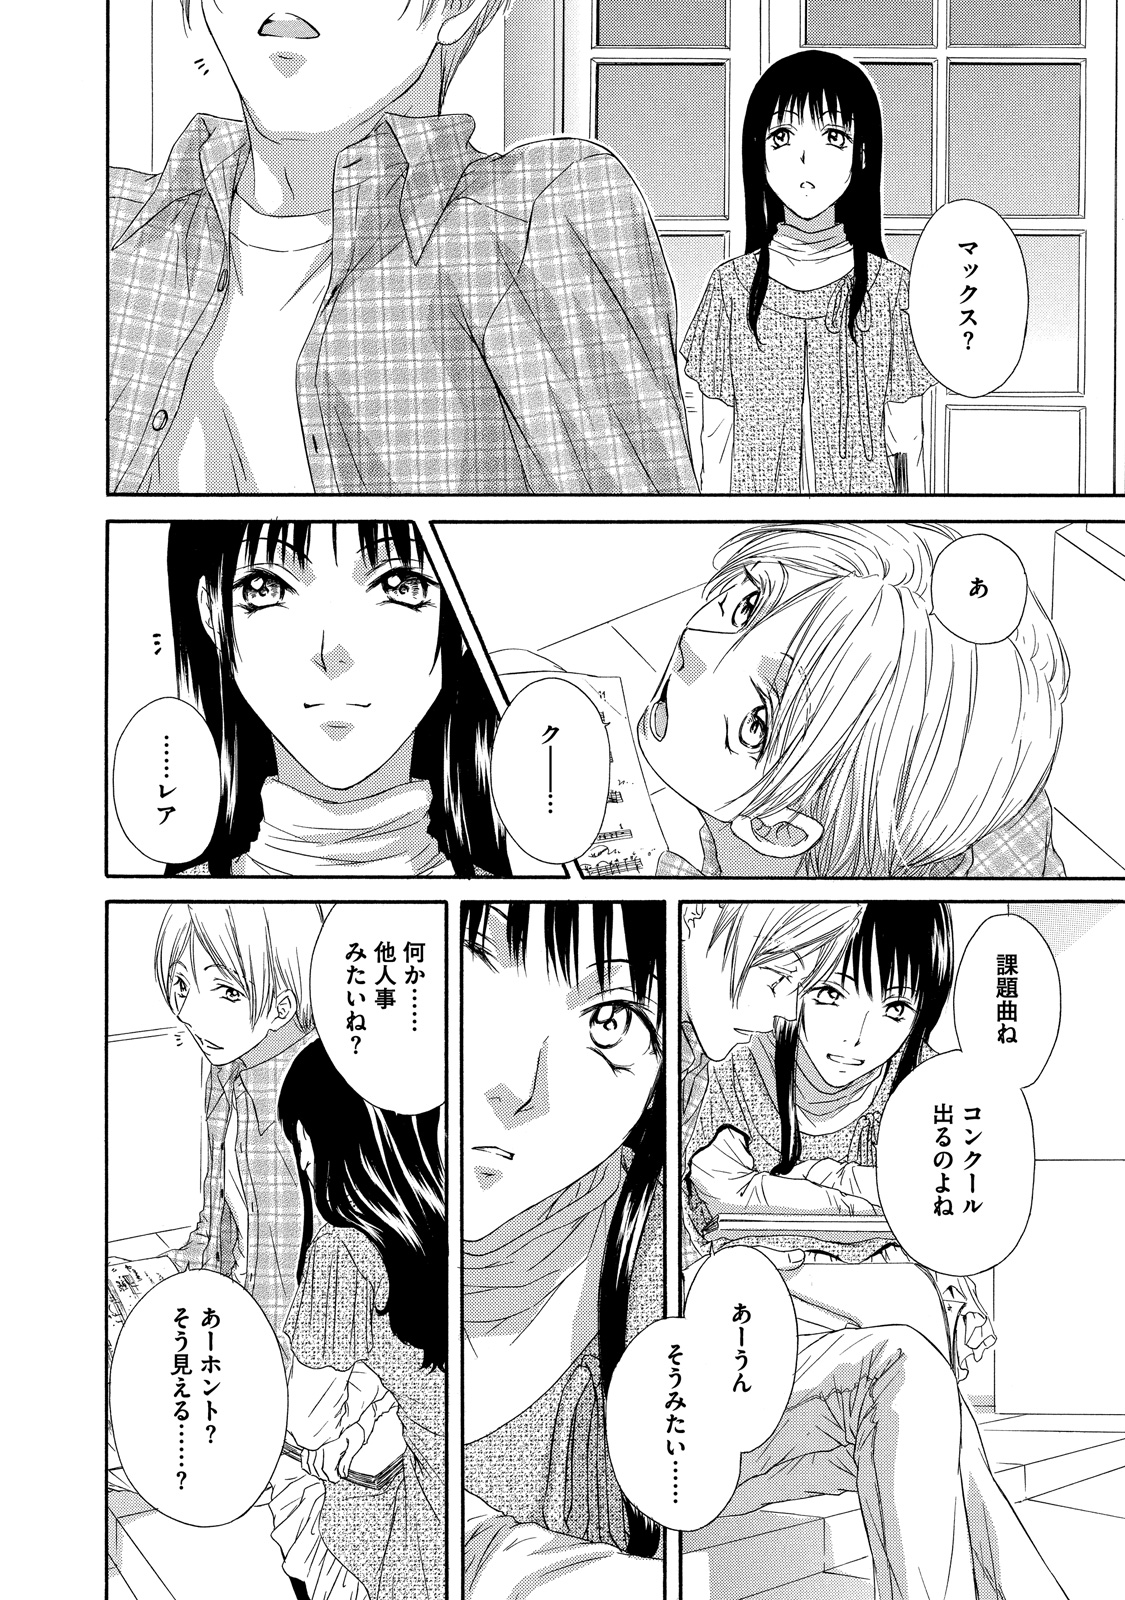 マックス?
あ
ク――…
……レア
課題曲ね
コンクール
出るのよね
あーうん
そうみたい……
何か……
他人事
みたいね?
あーホント?
そう見える……?